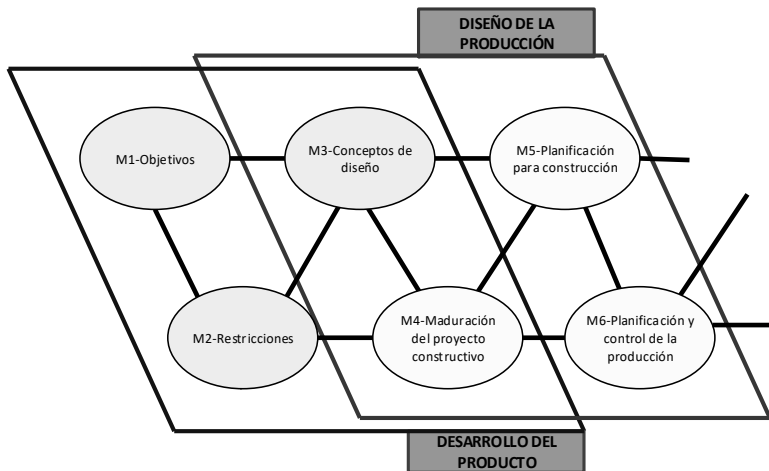 DISEÑO DE LA
PRODUCCIÓN
M1-Objetivos
M3-Conceptos de
diseño
M5-Planificación
para construcción
M2-Restricciones
M4-Maduración
del proyecto
constructivo
M6-Planificación y
control de la
producción
DESARROLLO DEL
PRODUCTO